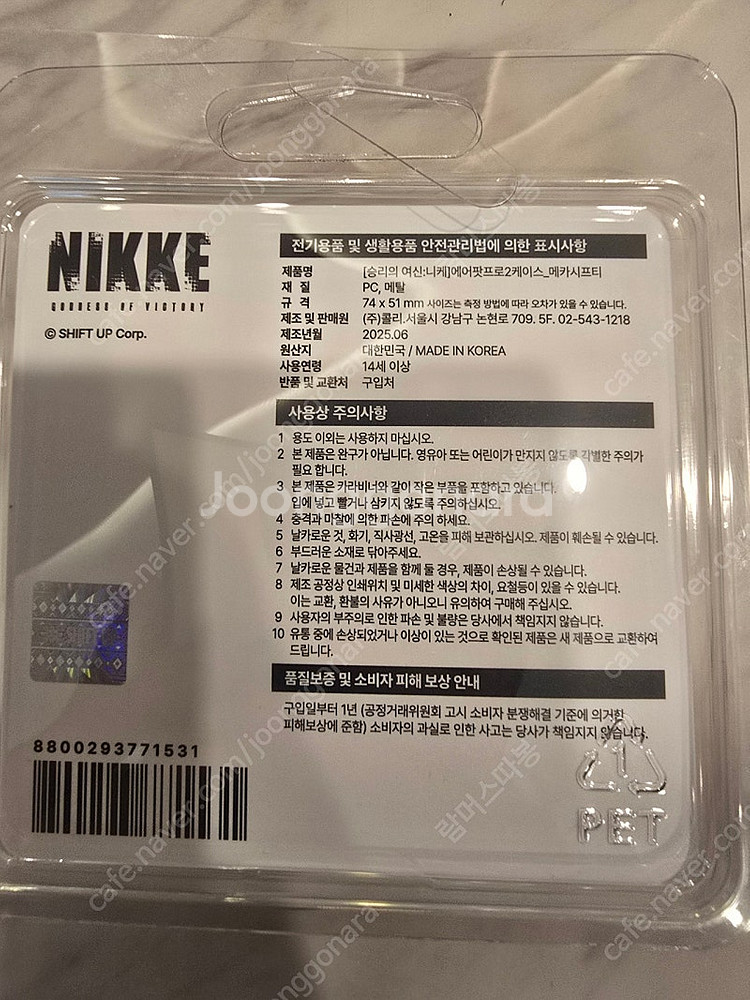 NIKKE
GODDESS OF VICTORY
© SHIFT UP Corp.
전기용품 및 생활용품 안전관리법에 의한 표시사항
제품명 [승리의 여신:니케]에어팟프로2케이스_메카시프티
재 질 PC, 메탈
규 격 74 x 51 mm 사이즈는 측정 방법에 따라 오차가 있을 수 있습니다.
제조 및 판매원 (주)콜리.서울시 강남구 논현로 709. 5F. 02-543-1218
제조년월 2025.06
원산지 대한민국 / MADE IN KOREA
사용연령 14세 이상
반품 및 교환처 구입처
사용상 주의사항
1 용도 이외는 사용하지 마십시오.
2 본 제품은 완구가 아닙니다. 영유아 또는 어린이가 만지지 않도록 각별한 주의가
필요 합니다.
3 본 제품은 카라비너와 같이 작은 부품을 포함하고 있습니다.
입에 넣고 빨거나 삼키지 않도록 주의하십시오.
4 충격과 마찰에 의한 파손에 주의 하세요.
5 날카로운 것, 화기, 직사광선, 고온을 피해 보관하십시오. 제품이 훼손될 수 있습니다.
6 부드러운 소재로 닦아주세요.
7 날카로운 물건과 제품을 함께 둘 경우, 제품이 손상될 수 있습니다.
8 제조 공정상 인쇄위치 및 미세한 색상의 차이, 요철등이 있을 수 있습니다.
이는 교환, 환불의 사유가 아니오니 유의하여 구매해 주십시오.
9 사용자의 부주의로 인한 파손 및 불량은 당사에서 책임지지 않습니다.
10 유통 중에 손상되었거나 이상이 있는 것으로 확인된 제품은 새 제품으로 교환하여
드립니다.
품질보증 및 소비자 피해 보상 안내
구입일부터 1년 (공정거래위원회 고시 소비자 분쟁해결 기준에 의거한
피해보상에 준함) 소비자의 과실로 인한 사고는 당사가 책임지지 않습니다.
8800293771531
1
PET
Joonggonara
cafe.naver.com/joonggonara
람머스따봉